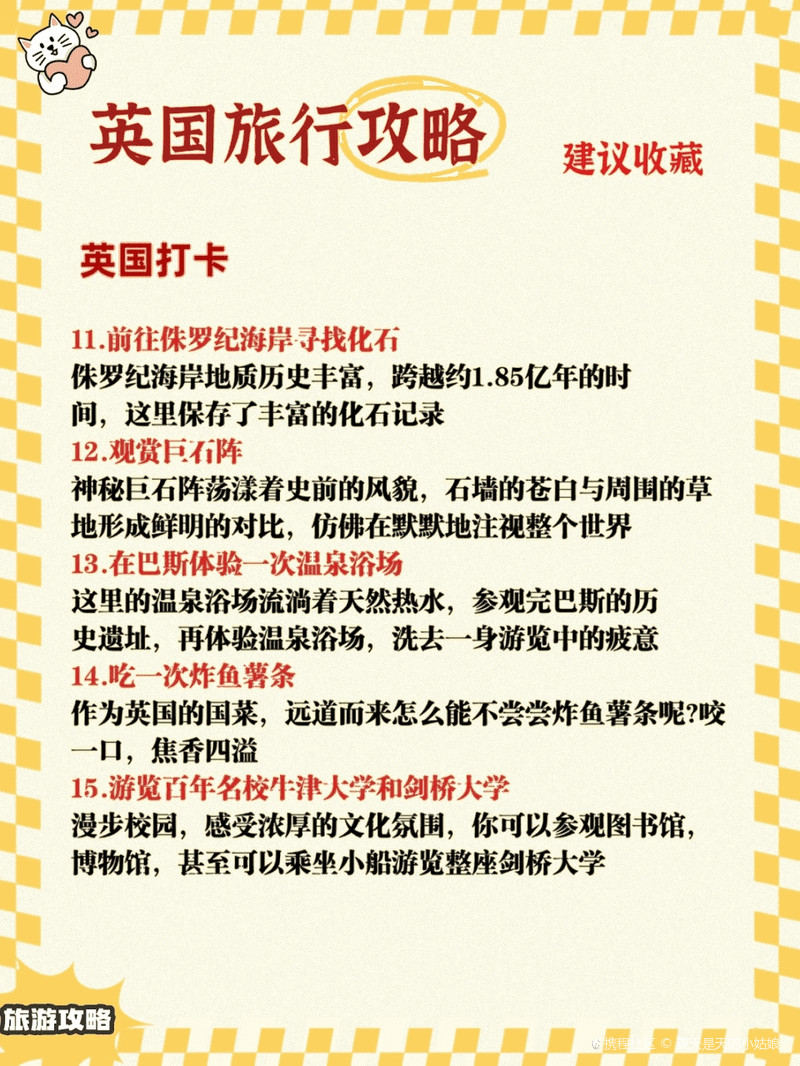 英国旅行攻略
建议收藏
英国打卡
11.前往侏罗纪海岸寻找化石
侏罗纪海岸地质历史丰富，跨越约1.85亿年的时
间，这里保存了丰富的化石记录
12.观赏巨石阵
神秘巨石阵荡漾着史前的风貌，石墙的苍白与周围的草
地形成鲜明的对比，仿佛在默默地注视整个世界
13.在巴斯体验一次温泉浴场
这里的温泉浴场流淌着天然热水，参观完巴斯的历
史遗址，再体验温泉浴场，洗去一身游览中的疲意
14.吃一次炸鱼薯条
作为英国的国菜，远道而来怎么能不尝尝炸鱼薯条呢?咬
一口，焦香四溢
15.游览百年名校牛津大学和剑桥大学
漫步校园，感受浓厚的文化氛围，你可以参观图书馆，
博物馆，甚至可以乘坐小船游览整座剑桥大学
旅游攻略
携程 是天 小姑娘